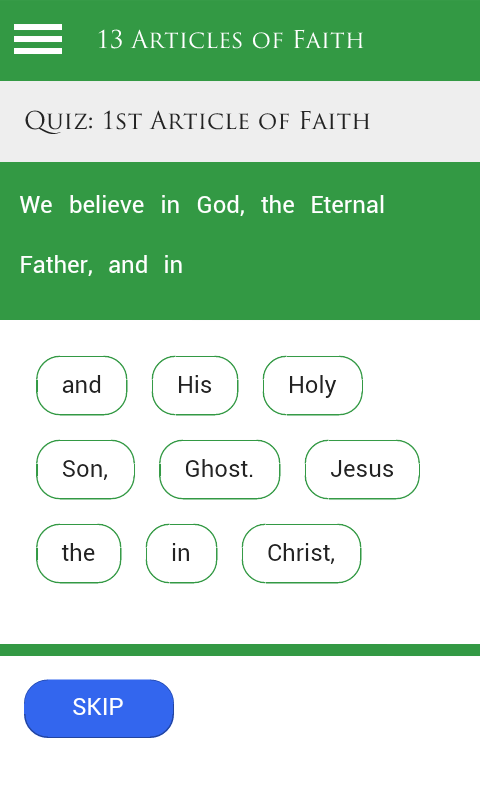 13 Articles of Faith
Quiz: 1st Article of Faith
We believe in God, the Eternal
Father, and in
and His Holy
Son, Ghost. Jesus
the in Christ,
SKIP